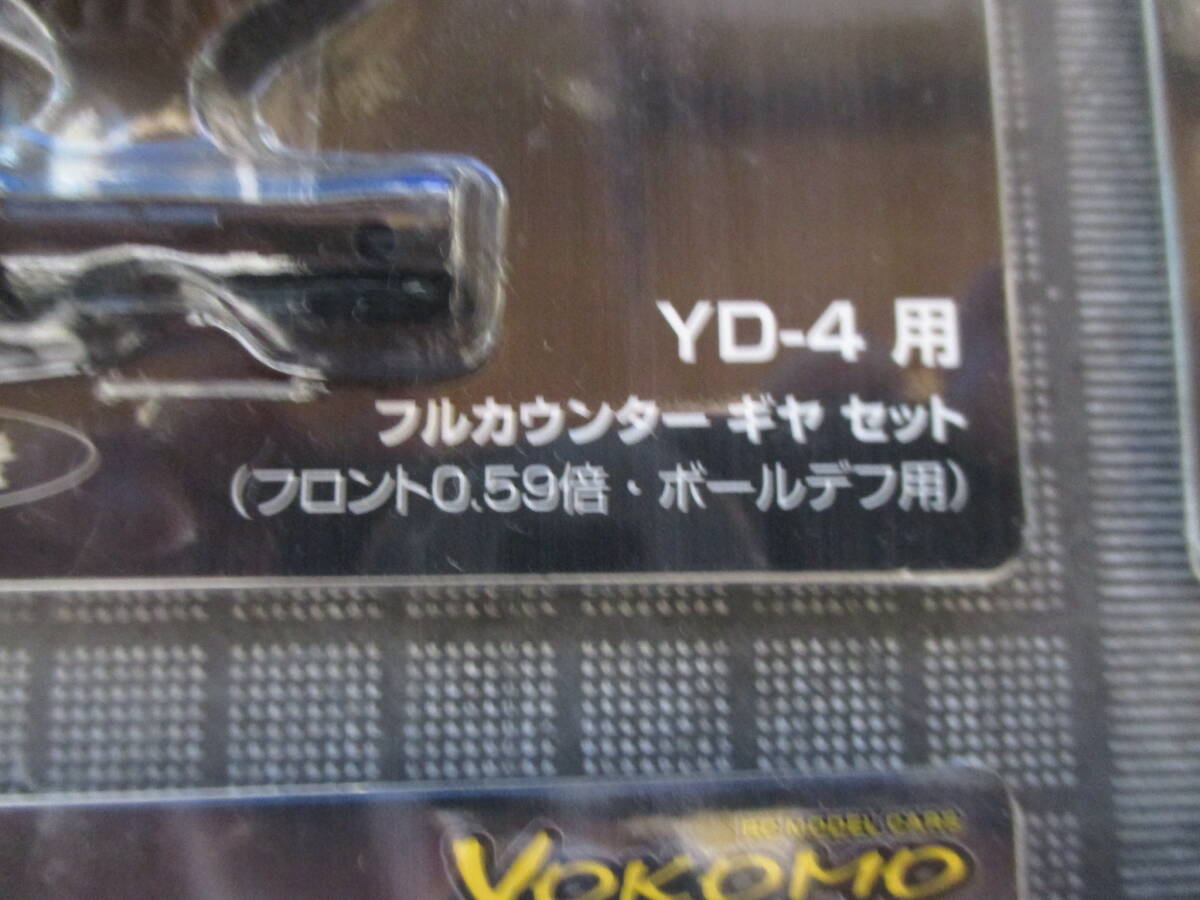 YD-4 用
フルカウンター ギヤ セット
(フロント0.59倍・ボールデフ用)
RC MODEL CARS
YOKOMO